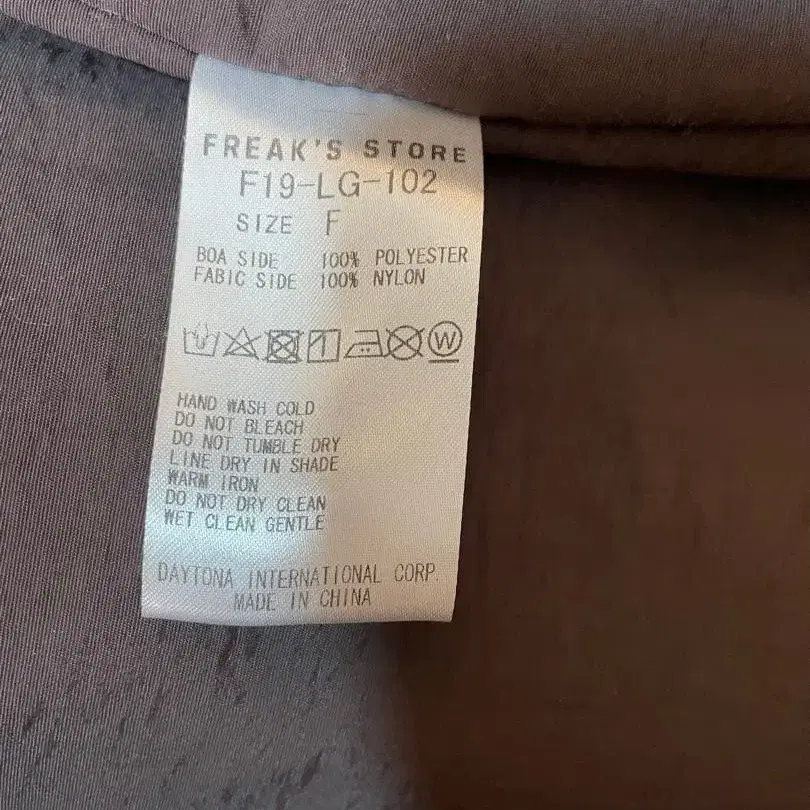 FREAK'S STORE
F19-LG-102
SIZE F
BOA SIDE 100% POLYESTER
FABIC SIDE 100% NYLON
W
HAND WASH COLD
DO NOT BLEACH
DO NOT TUMBLE DRY
LINE DRY IN SHADE
WARM IRON
DO NOT DRY CLEAN
WET CLEAN GENTLE
DAYTONA INTERNATIONAL CORP.
MADE IN CHINA